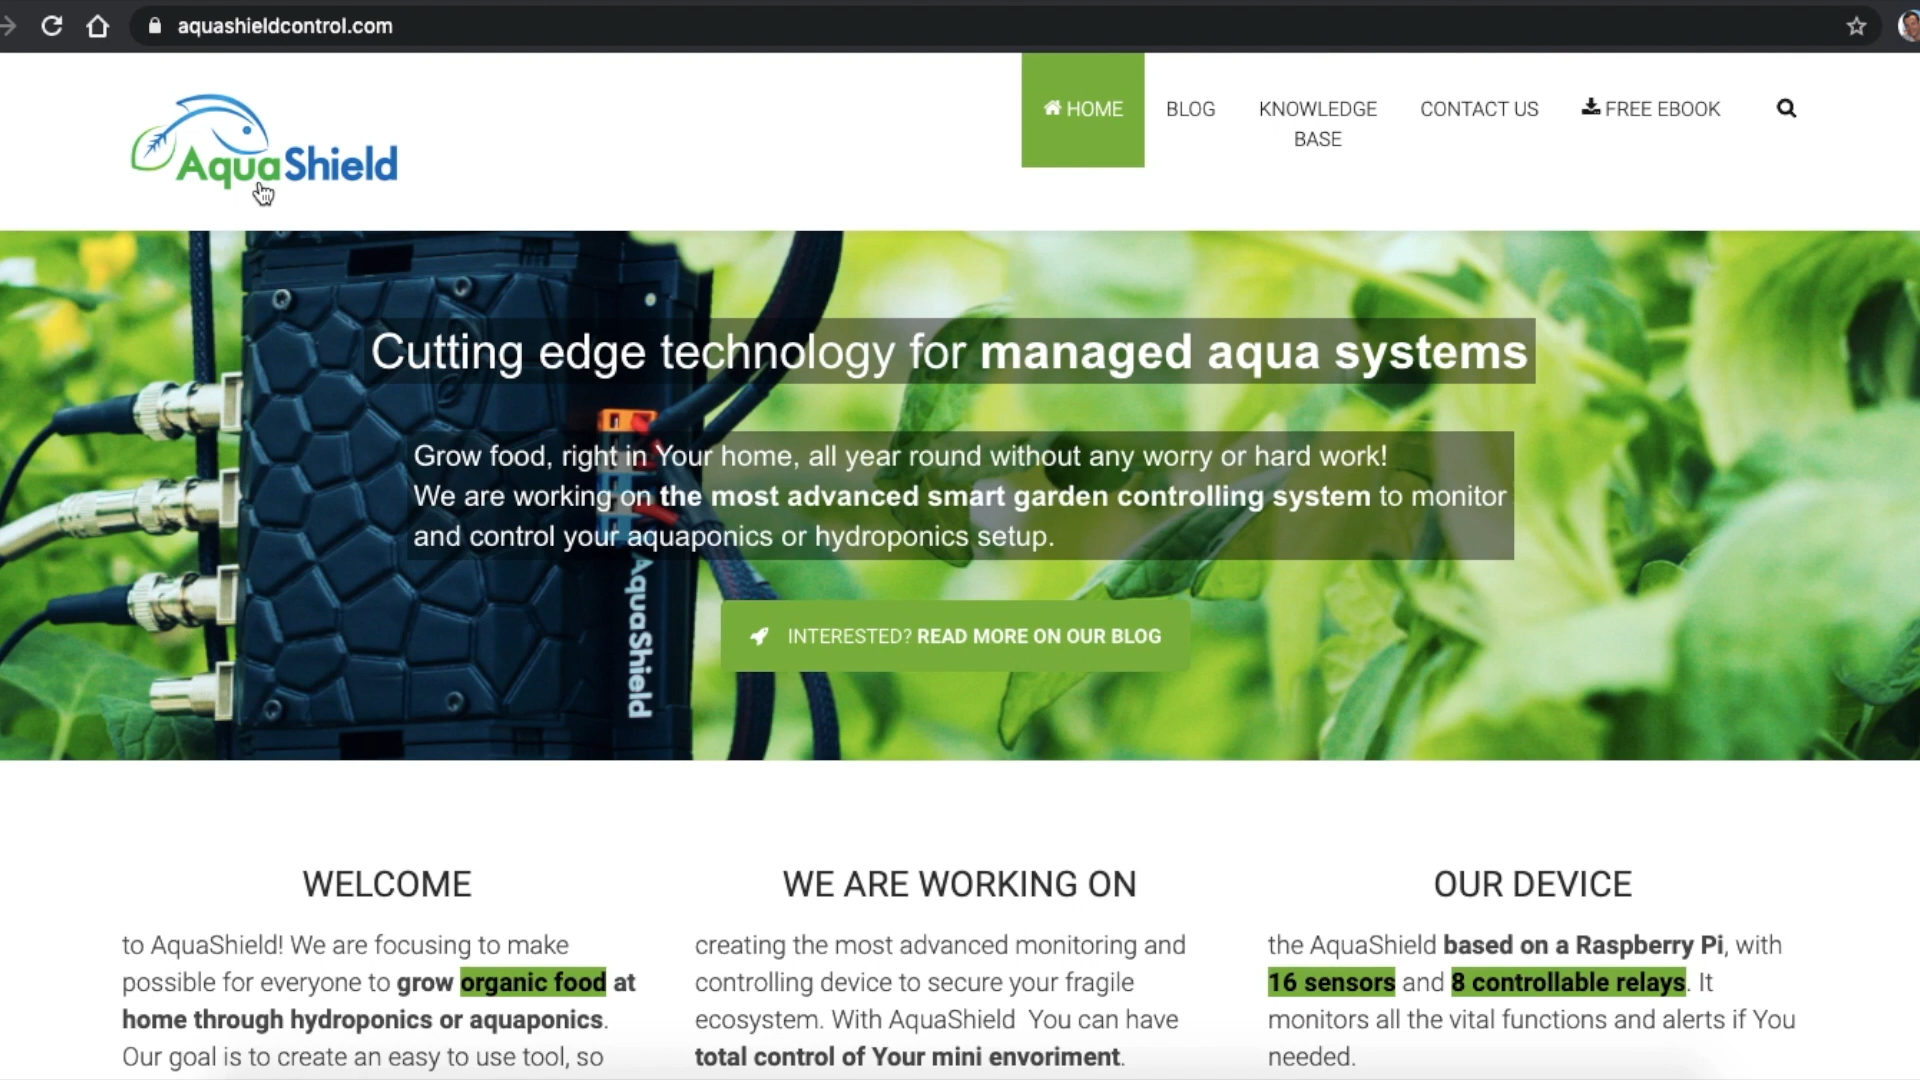 aquashieldcontrol.com
AquaShield
HOME
BLOG
KNOWLEDGE
BASE
CONTACT US
FREE EBOOK
Cutting edge technology for managed aqua systems
Grow food, right in Your home, all year round without any worry or hard work!
We are working on the most advanced smart garden controlling system to monitor
and control your aquaponics or hydroponics setup.
AquaShield
INTERESTED? READ MORE ON OUR BLOG
WELCOME
to AquaShield! We are focusing to make
possible for everyone to grow organic food at
home through hydroponics or aquaponics.
Our goal is to create an easy to use tool, so
WE ARE WORKING ON
creating the most advanced monitoring and
controlling device to secure your fragile
ecosystem. With AquaShield You can have
total control of Your mini envoriment.
OUR DEVICE
the AquaShield based on a Raspberry Pi, with
16 sensors and 8 controllable relays. It
monitors all the vital functions and alerts if You
needed.